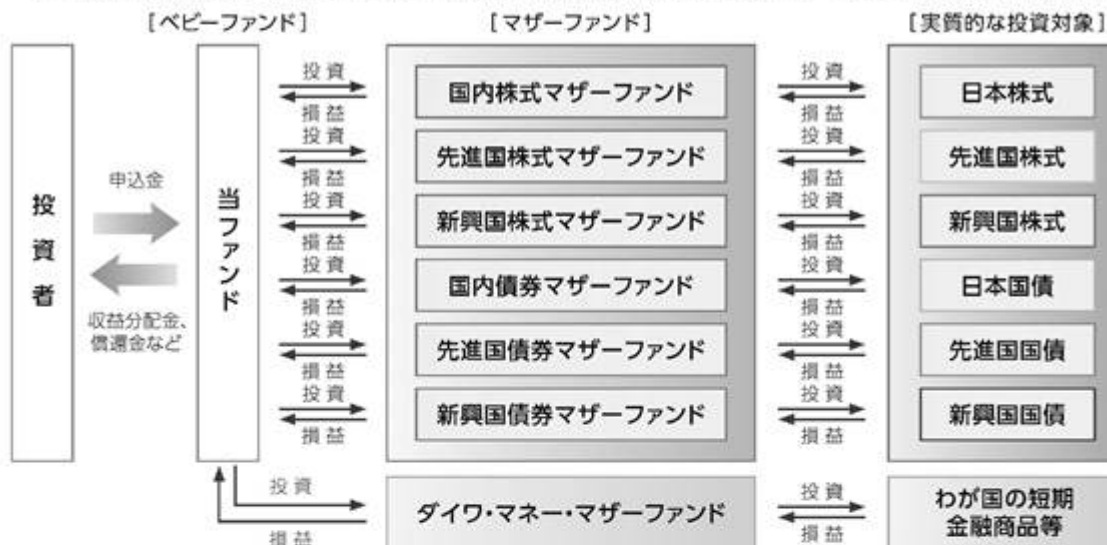 [ベビーファンド]
[マザーファンド]
[実質的な投資対象]
投資者
申込金
収益分配金、
償還金など
当ファンド
投資
損益
国内株式マザーファンド
投資
損益
日本株式
投資
損益
先進国株式マザーファンド
投資
損益
先進国株式
投資
損益
新興国株式マザーファンド
投資
損益
新興国株式
投資
損益
国内債券マザーファンド
投資
損益
日本国債
投資
損益
先進国債券マザーファンド
投資
損益
先進国国債
投資
損益
新興国債券マザーファンド
投資
損益
新興国国債
投資
損益
ダイワ・マネー・マザーファンド
投資
損益
わが国の短期
金融商品等